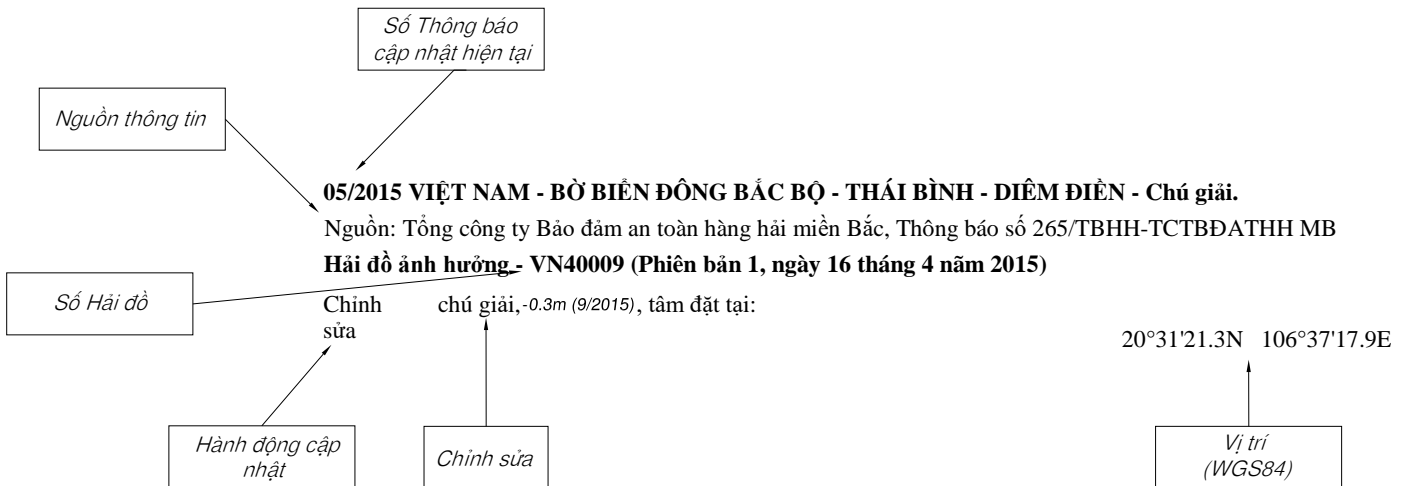 Số Thông báo
cập nhật hiện tại
Nguồn thông tin
05/2015 VIỆT NAM - BỜ BIỂN ĐÔNG BẮC BỘ - THÁI BÌNH - DIÊM ĐIỀN - Chú giải.
Nguồn: Tổng công ty Bảo đảm an toàn hàng hải miền Bắc, Thông báo số 265/TBHH-TCTBĐATHH MB
Hải đồ ảnh hưởng - VN40009 (Phiên bản 1, ngày 16 tháng 4 năm 2015)
Số Hải đồ
Chỉnh sửa chú giải, -0.3m (9/2015), tâm đặt tại:
20°31'21.3N 106°37'17.9E
Hành động cập
nhật
Chỉnh sửa
Vị trí
(WGS84)